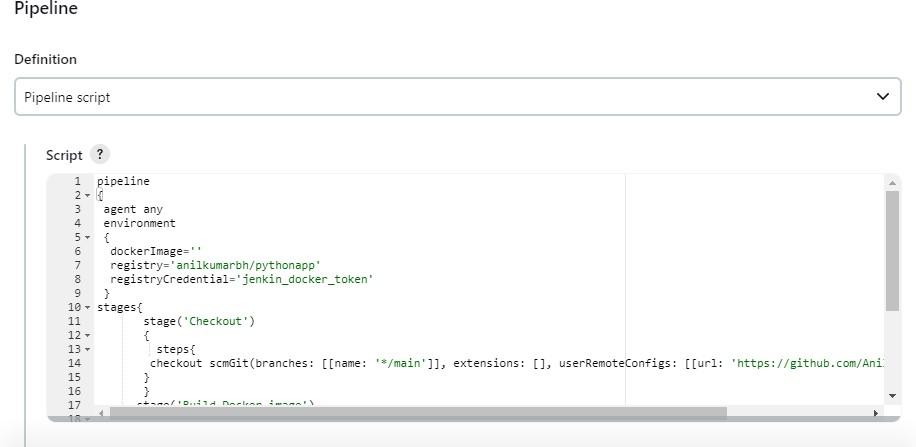 Pipeline
Definition
Pipeline script
Script ?
1 pipeline
2 {
3 agent any
4 environment
5 {
6 dockerImage=''
7 registry='anilkumarbh/pythonapp'
8 registryCredential='jenkin_docker_token'
9 }
10 stages{
11 stage('Checkout')
12 {
13 steps{
14 checkout scmGit(branches: [[name: '*/main']], extensions: [], userRemoteConfigs: [[url: 'https://github.com/Ani
15 }
16 }
17 stage('Build Docker image')
18